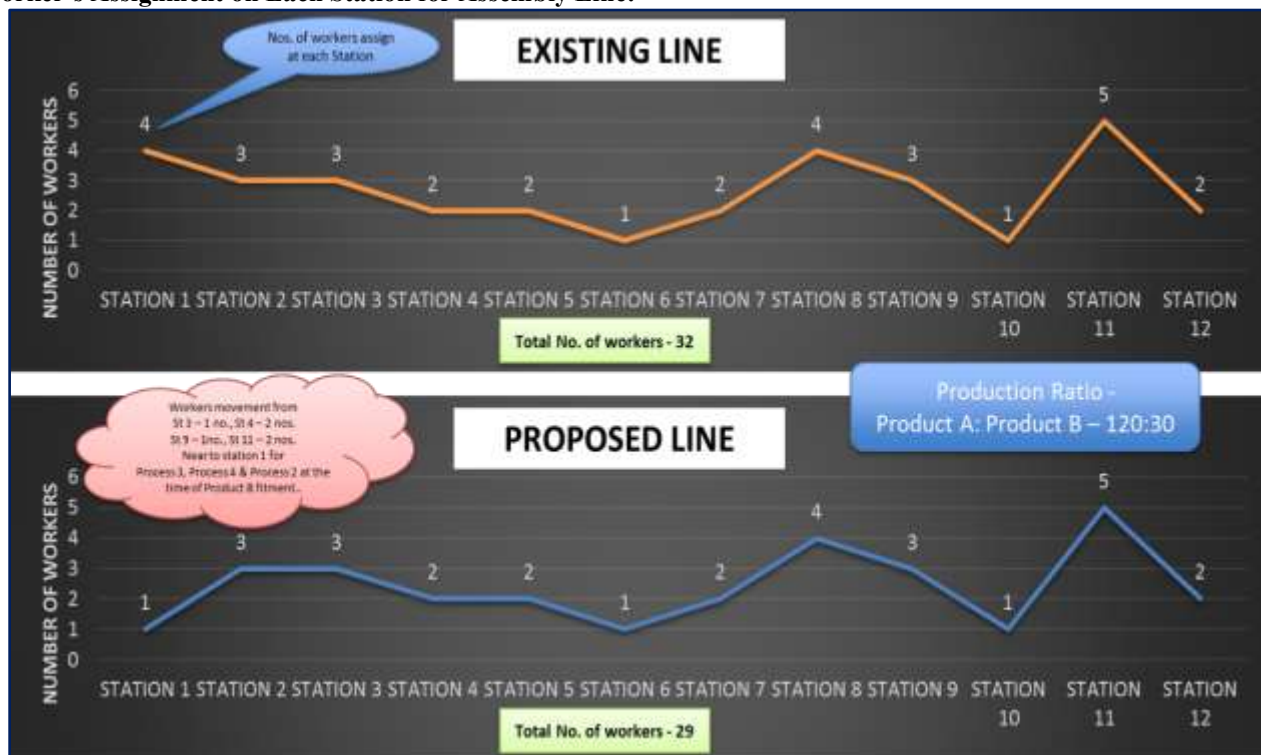 orker's Assignment on Each Station for Assembly Line:
Nos. of workers assign
at each Station
EXISTING LINE
NUMBER OF WORKERS
6
5
4
3
2
1
0
4
3
3
2
2
1
2
4
3
1
5
2
STATION 1 STATION 2 STATION 3 STATION 4 STATION 5 STATION 6 STATION 7 STATION 8 STATION 9 STATION 10 STATION 11 STATION 12
Total No. of workers - 32
Production Ratio -
Product A: Product B – 120:30
Workers movement from
St 3 – 1 no., St 4 – 2 nos.
St 9 – 1no., St 11 – 2 nos.
Near to station 1 for
Process 3, Process 4 & Process 2 at the
time of Product B fitment..
PROPOSED LINE
NUMBER OF WORKERS
6
5
4
3
2
1
0
1
3
3
2
2
1
2
4
3
1
5
2
STATION 1 STATION 2 STATION 3 STATION 4 STATION 5 STATION 6 STATION 7 STATION 8 STATION 9 STATION 10 STATION 11 STATION 12
Total No. of workers - 29